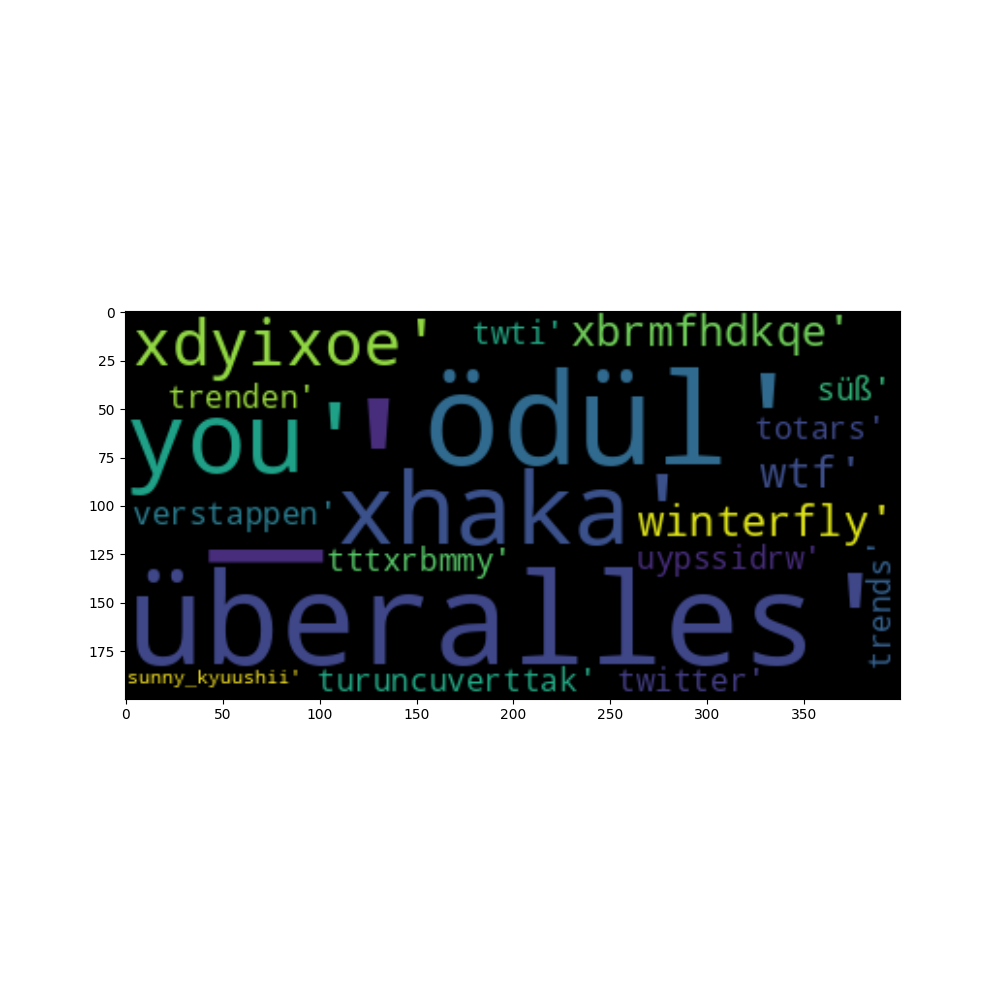 0
xdyixoe' twti' xbrmfhdkqe'
25
trenden' ödül' süß'
50
you' ' totars'
75
wtf'
100
verstappen' xhaka' winterfly'
125
_ tttxrbmmy' uypssidrw'
trends'
150
überalles'
175
sunny_kyuushii' turuncuverttak' twitter'
0 50 100 150 200 250 300 350